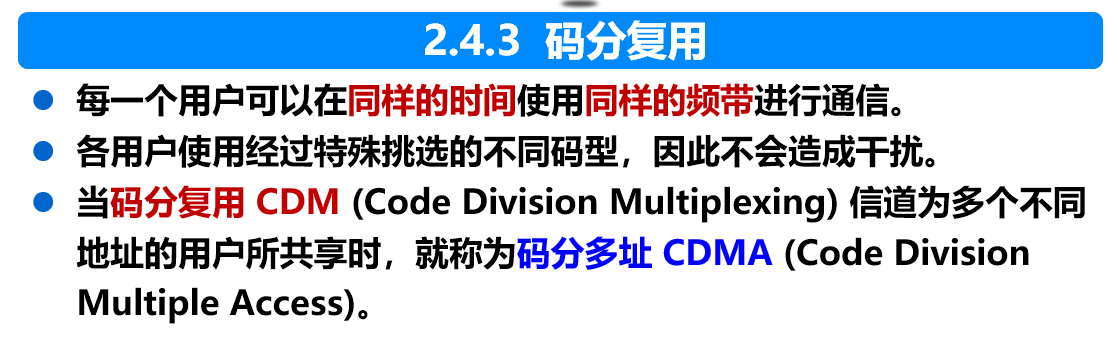 2.4.3 码分复用
每一个用户可以在同样的时间使用同样的频带进行通信。
各用户使用经过特殊挑选的不同码型，因此不会造成干扰。
当码分复用 CDM (Code Division Multiplexing) 信道为多个不同
地址的用户所共享时，就称为码分多址 CDMA (Code Division
Multiple Access)。